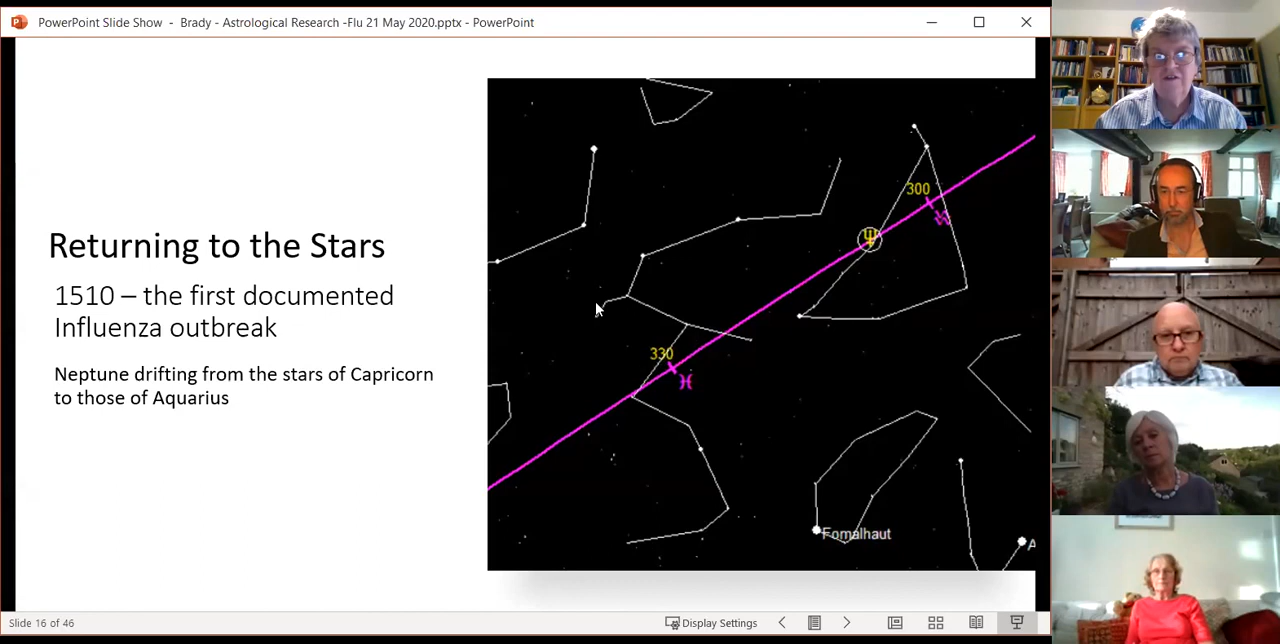 PowerPoint Slide Show - Brady - Astrological Research -Flu 21 May 2020.pptx - PowerPoint
Returning to the Stars
1510 – the first documented
Influenza outbreak
Neptune drifting from the stars of Capricorn
to those of Aquarius
300
330
Fomalhaut
A
Slide 16 of 46
Display Settings